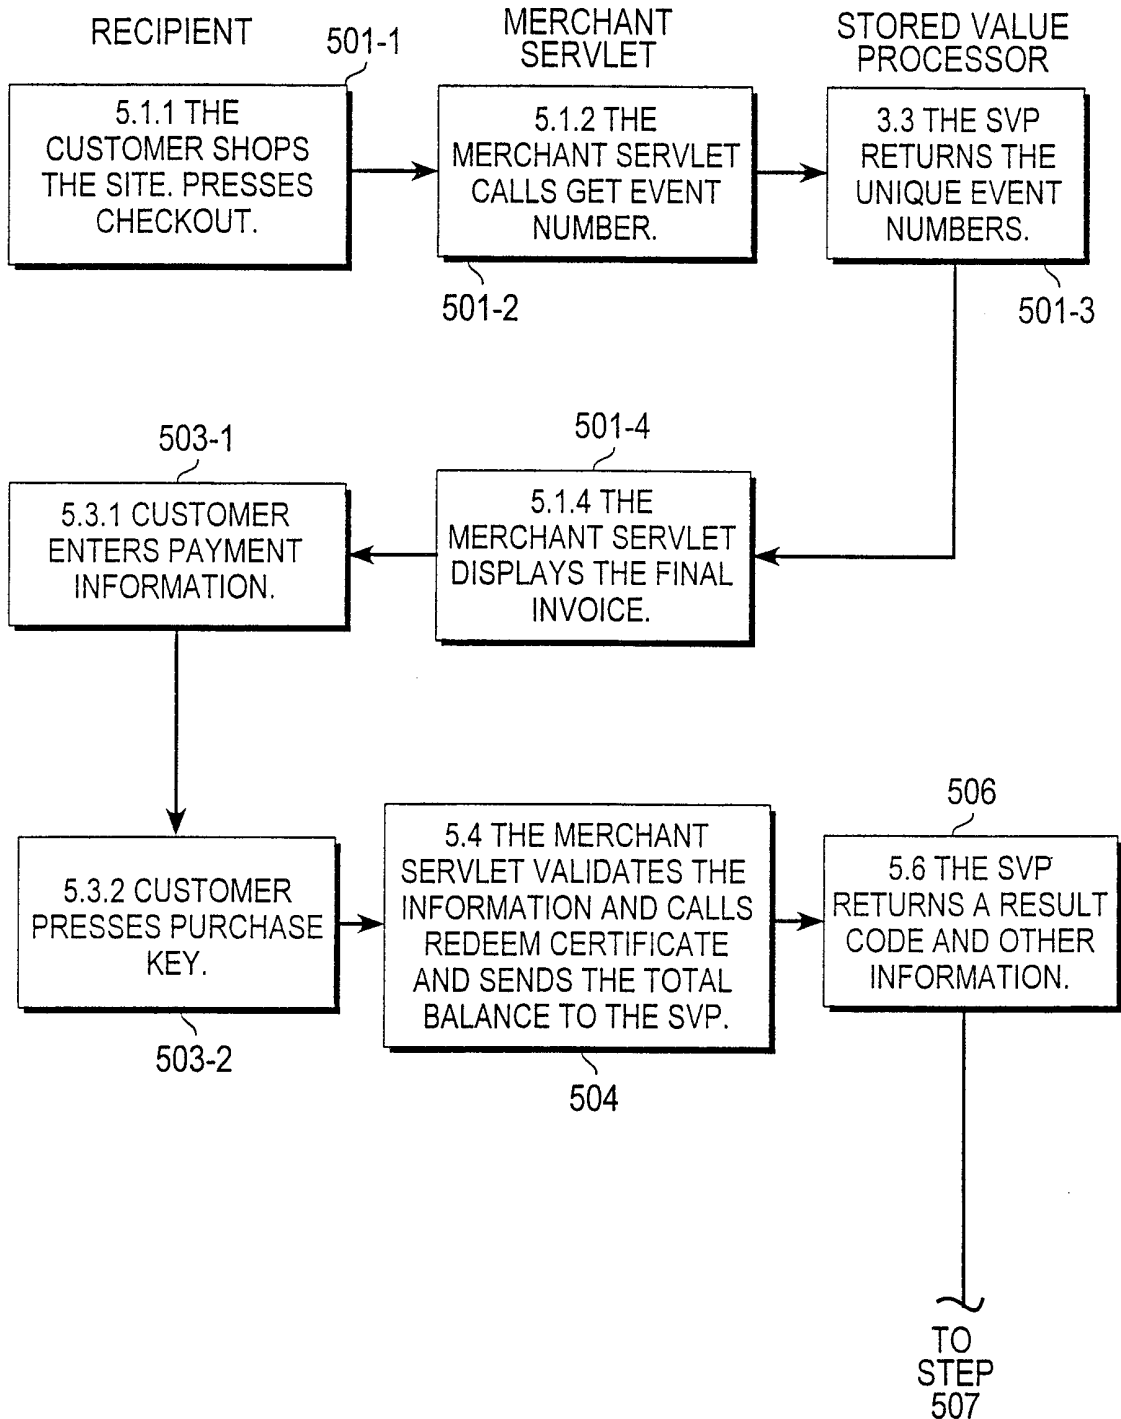 RECIPIENT
MERCHANT
SERVLET
STORED VALUE
PROCESSOR
501-1
5.1.1 THE
CUSTOMER SHOPS
THE SITE. PRESSES
CHECKOUT.
5.1.2 THE
MERCHANT SERVLET
CALLS GET EVENT
NUMBER.
501-2
3.3 THE SVP
RETURNS THE
UNIQUE EVENT
NUMBERS.
501-3
503-1
5.3.1 CUSTOMER
ENTERS PAYMENT
INFORMATION.
501-4
5.1.4 THE
MERCHANT SERVLET
DISPLAYS THE FINAL
INVOICE.
5.3.2 CUSTOMER
PRESSES PURCHASE
KEY.
503-2
5.4 THE MERCHANT
SERVLET VALIDATES THE
INFORMATION AND CALLS
REDEEM CERTIFICATE
AND SENDS THE TOTAL
BALANCE TO THE SVP.
504
506
5.6 THE SVP
RETURNS A RESULT
CODE AND OTHER
INFORMATION.
TO
STEP
507